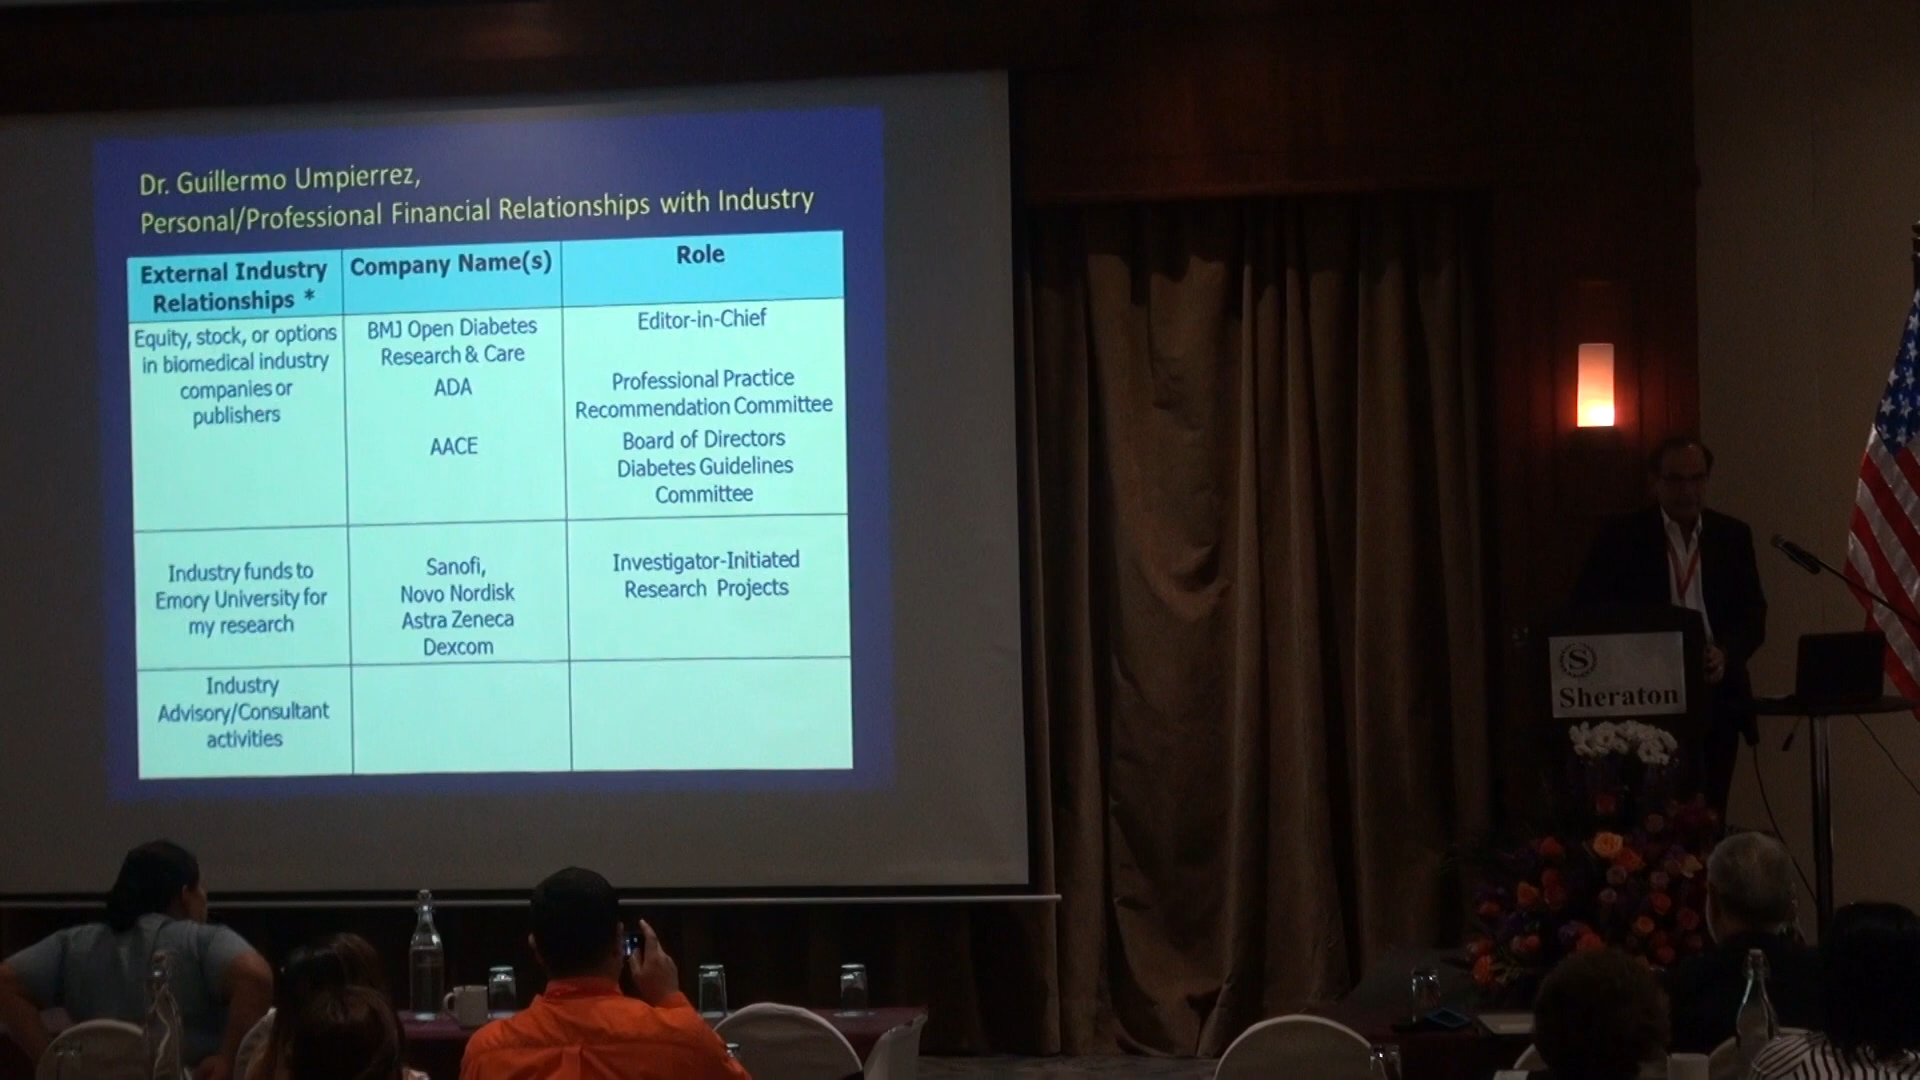 Dr. Guillermo Umpierrez,
Personal/Professional Financial Relationships with Industry
External Industry
Relationships *
Company Name(s)
Role
Equity, stock, or options
in biomedical industry
companies or
publishers
BMJ Open Diabetes
Research & Care
ADA
AACE
Editor-in-Chief
Professional Practice
Recommendation Committee
Board of Directors
Diabetes Guidelines
Committee
Industry funds to
Emory University for
my research
Sanofi,
Novo Nordisk
Astra Zeneca
Dexcom
Investigator-Initiated
Research Projects
Industry
Advisory/Consultant
activities
S
Sheraton